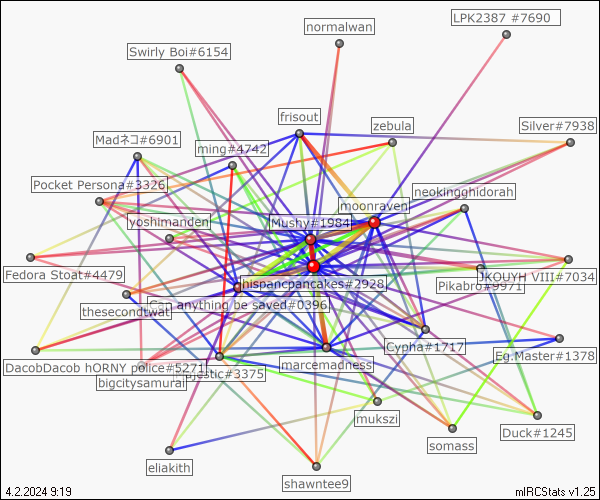 LPK2387 #7690
normalwan
Swirly Boi#6154
frisout
zebula
Silver#7938
Madネコ#6901
ming#4742
Pocket Persona#3326
neokingghidorah
moonraven
yoshimanden
Mushy#1984
Fedora Stoat#4479
hispancpancakes#2928
JKOUYH VIII#7034
Pikabro#9971
thesecondtwat
anything be saved#0396
Cypha#1717
Eg.Master#1378
DacobDacob hORNY police#5271
marcemadness
bigcitysamurai
#3375
mukszi
Duck#1245
somass
eliakith
shawntee9
4.2.2024 9:19
mIRCStats v1.25